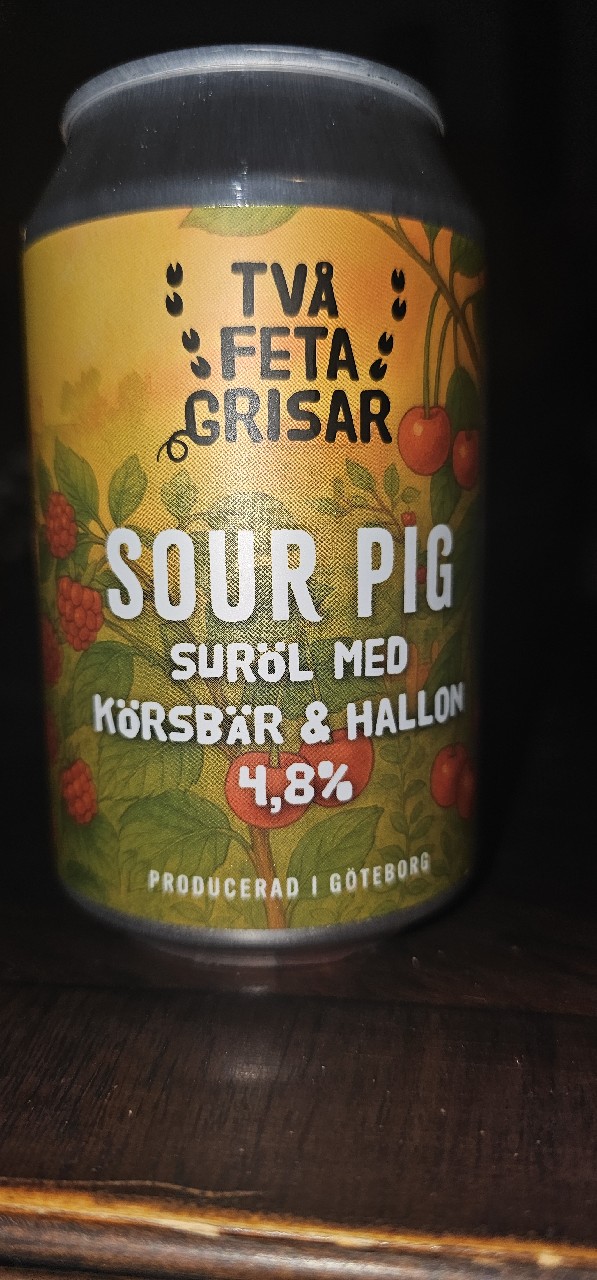 TVÅ
FETA
GRISAR
SOUR PIG
SURÖL MED
KÖRSBÄR & HALLON
4,8%
PRODUCERAD I GÖTEBORG